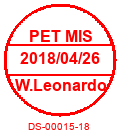 PET MIS
2018/04/26
W.Leonardo
DS-00015-18